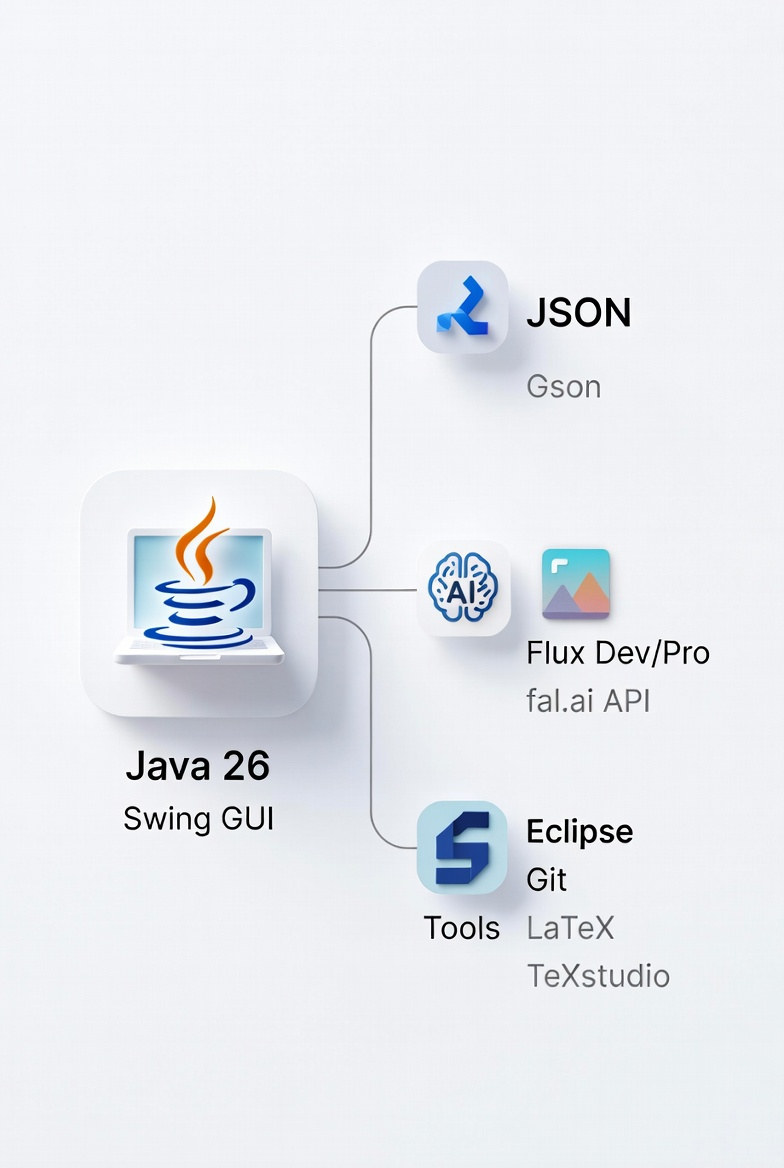 JSON
Gson
AI
Flux Dev/Pro
fal.ai API
Java 26
Swing GUI
Eclipse
Git
Tools
LaTeX
TeXstudio